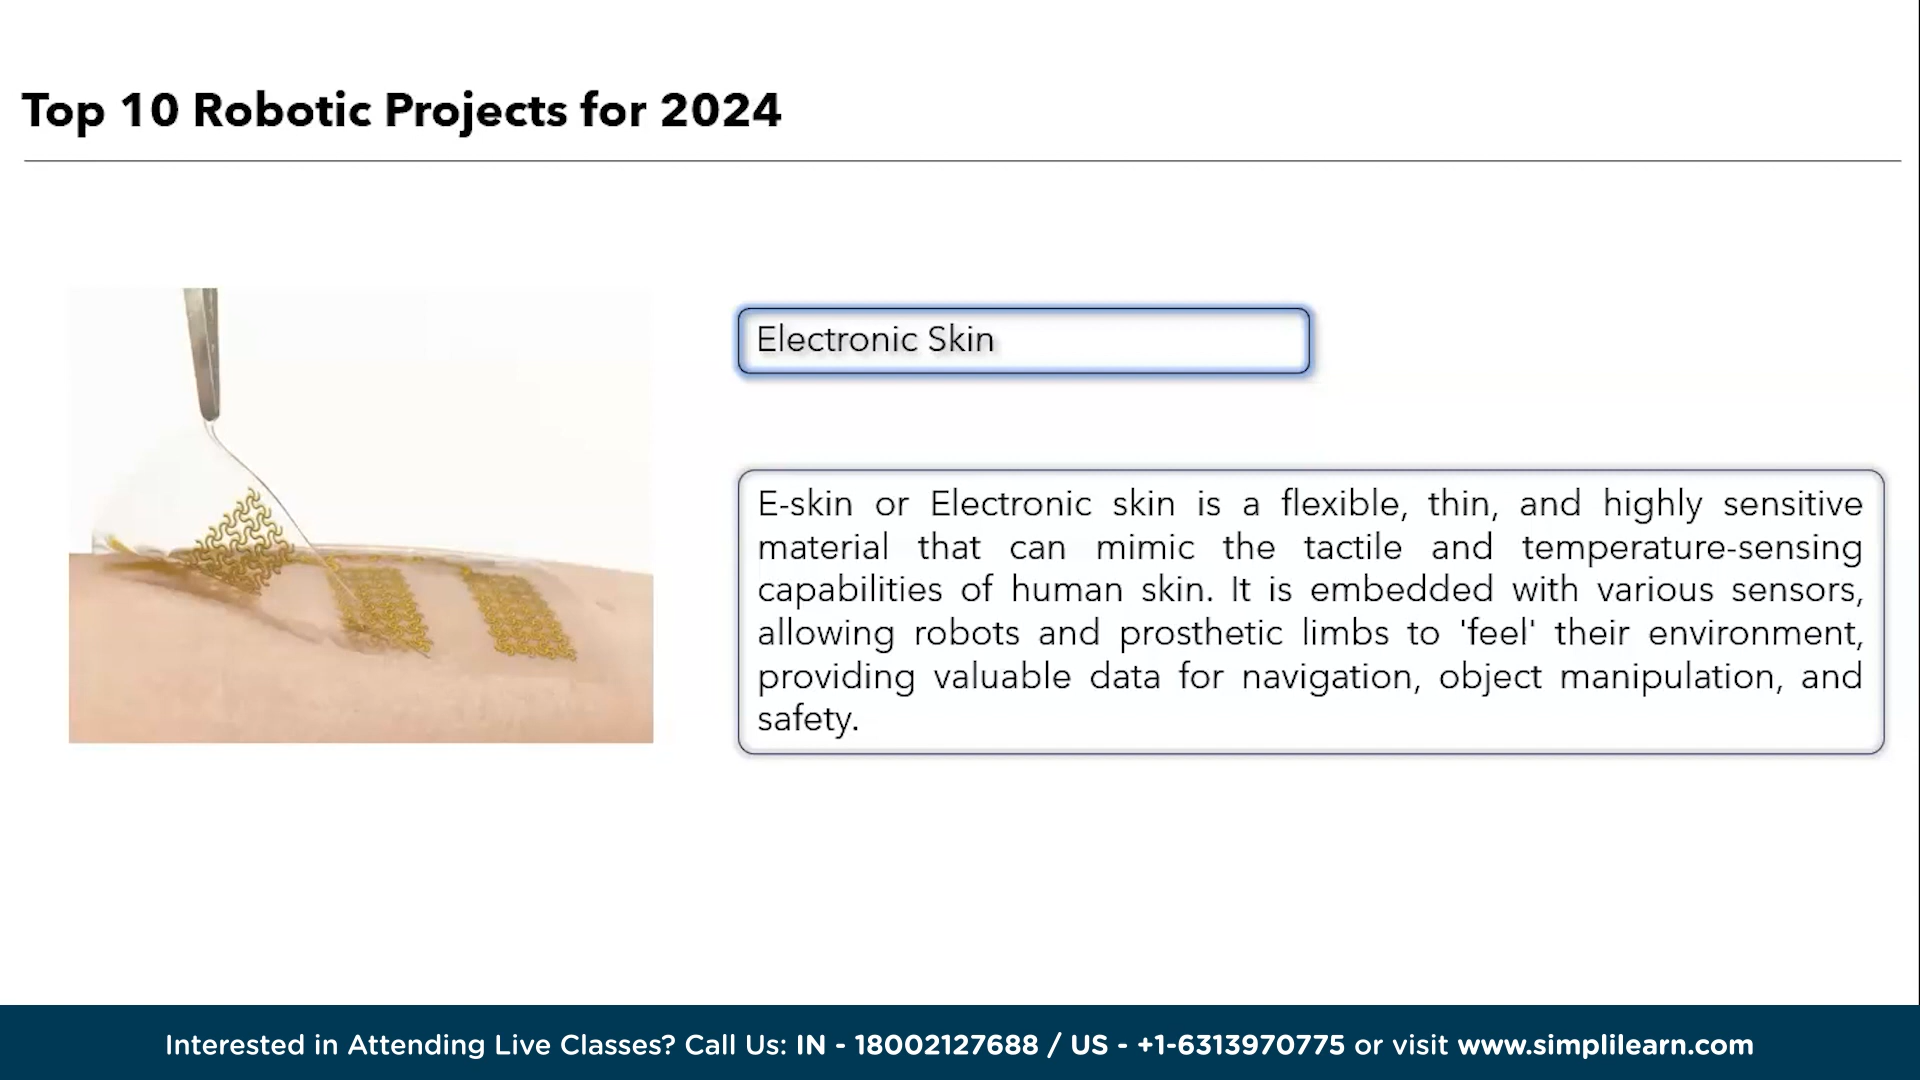 Top 10 Robotic Projects for 2024
Electronic Skin
E-skin or Electronic skin is a flexible, thin, and highly sensitive
material that can mimic the tactile and temperature-sensing
capabilities of human skin. It is embedded with various sensors,
allowing robots and prosthetic limbs to 'feel' their environment,
providing valuable data for navigation, object manipulation, and
safety.
Interested in Attending Live Classes? Call Us: IN - 18002127688 / US - +1-6313970775 or visit www.simplilearn.com